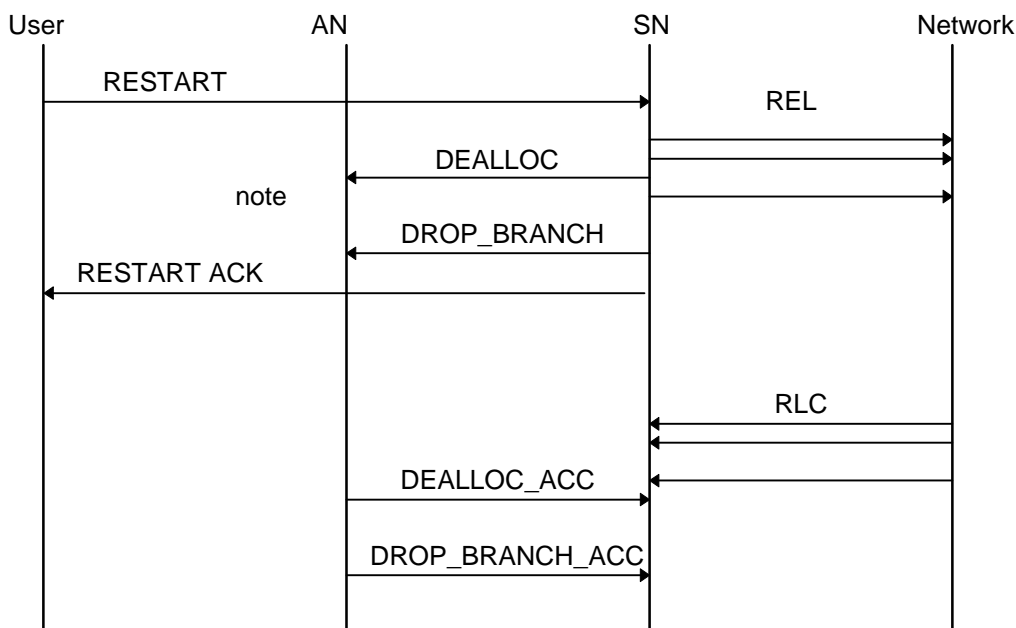 User AN SN Network
RESTART
REL
DEALLOC
note
DROP_BRANCH
RESTART ACK
RLC
DEALLOC_ACC
DROP_BRANCH_ACC